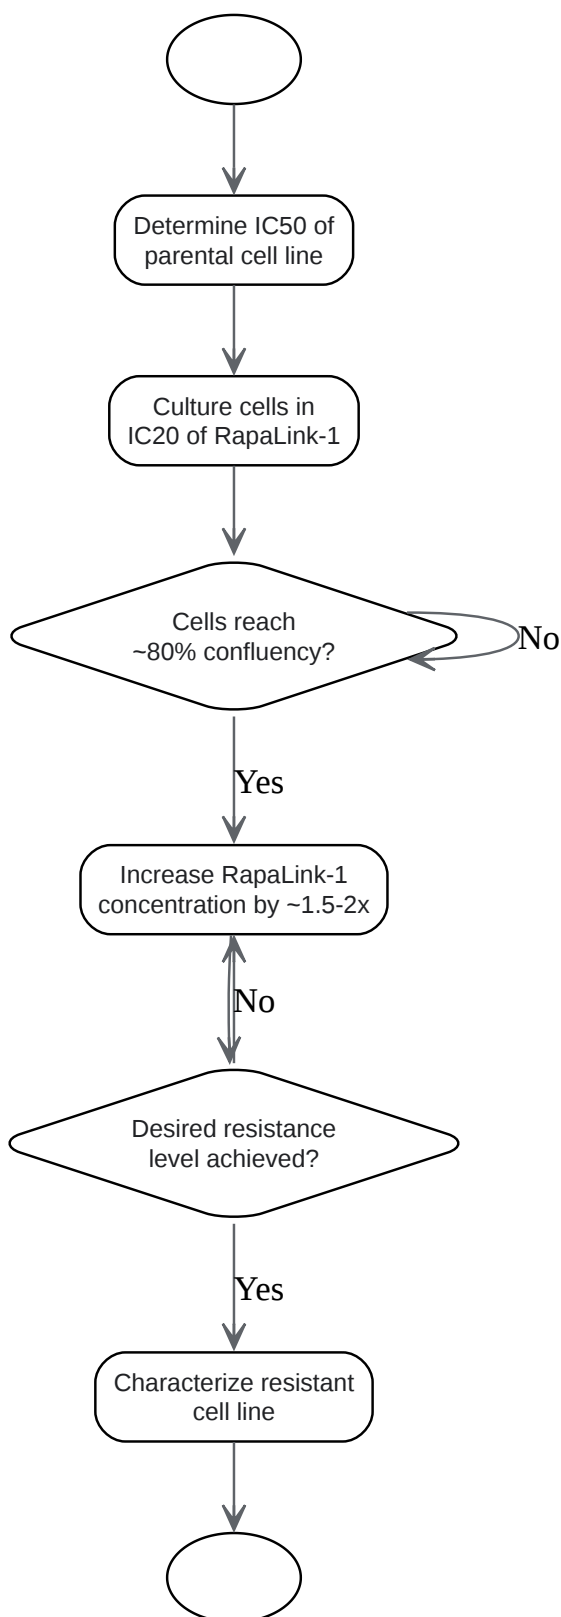 Determine IC50 of
parental cell line
Culture cells in
IC20 of RapaLink-1
Cells reach
~80% confluency?
No
Yes
Increase RapaLink-1
concentration by ~1.5-2x
No
Desired resistance
level achieved?
Yes
Characterize resistant
cell line